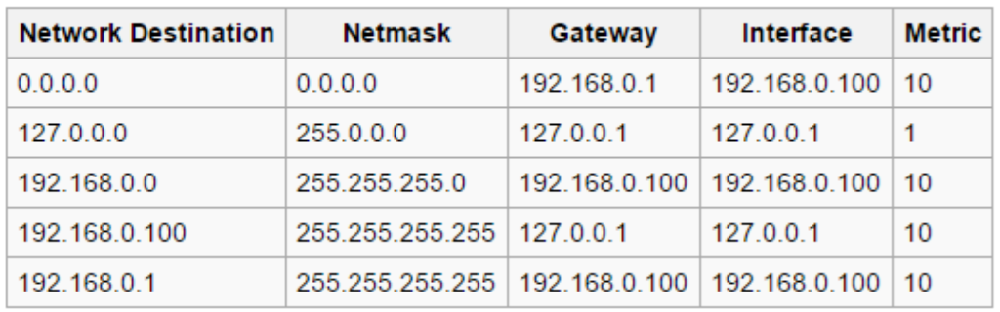 Network Destination Netmask Gateway Interface Metric
0.0.0.0 0.0.0.0 192.168.0.1 192.168.0.100 10
127.0.0.0 255.0.0.0 127.0.0.1 127.0.0.1 1
192.168.0.0 255.255.255.0 192.168.0.100 192.168.0.100 10
192.168.0.100 255.255.255.255 127.0.0.1 127.0.0.1 10
192.168.0.1 255.255.255.255 192.168.0.100 192.168.0.100 10